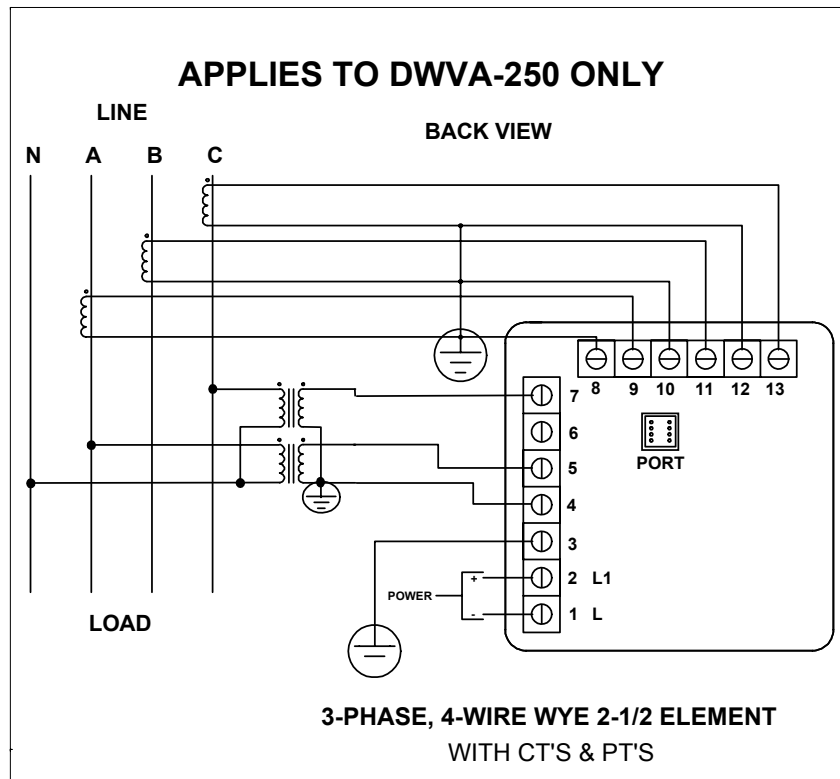 APPLIES TO DWVA-250 ONLY
LINE
BACK VIEW
N A B C
8 9 10 11 12 13
7
6
PORT
5
4
3
2 L1
POWER + -
1 L
LOAD
3-PHASE, 4-WIRE WYE 2-1/2 ELEMENT
WITH CT'S & PT'S